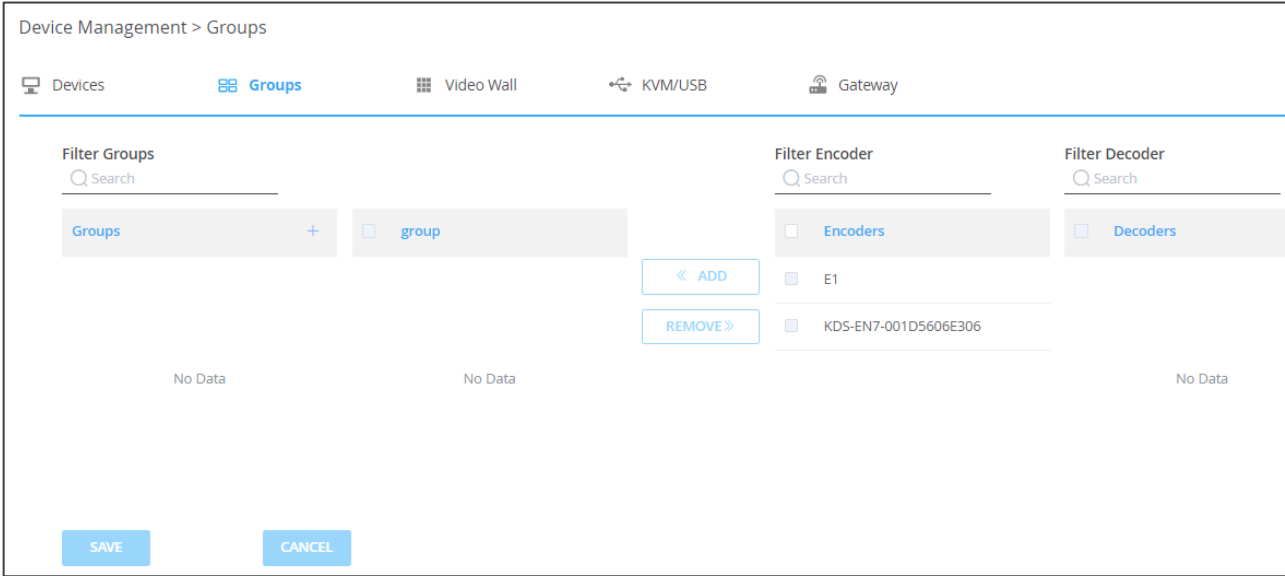 Device Management > Groups
Devices Groups Video Wall KVM/USB Gateway
Filter Groups Filter Encoder Filter Decoder
Search Search Search
Groups + group Encoders Decoders
« ADD E1
REMOVE » KDS-EN7-001D5606E306
No Data No Data No Data
SAVE CANCEL